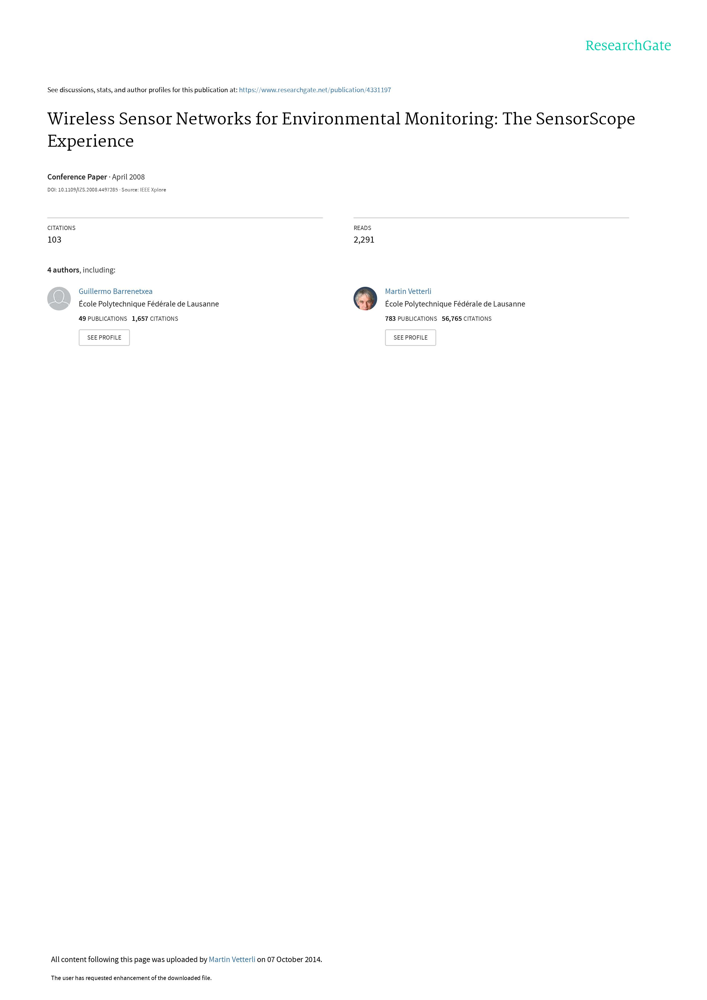 ResearchGate
See discussions, stats, and author profiles for this publication at: https://www.researchgate.net/publication/4331197
Wireless Sensor Networks for Environmental Monitoring: The SensorScope
Experience
Conference Paper · April 2008
DOI: 10.1109/IZS.2008.4497285 · Source: IEEE Xplore
CITATIONS
103
READS
2,291
4 authors, including:
Guillermo Barrenetxea
École Polytechnique Fédérale de Lausanne
49 PUBLICATIONS 1,657 CITATIONS
SEE PROFILE
Martin Vetterli
École Polytechnique Fédérale de Lausanne
783 PUBLICATIONS 56,765 CITATIONS
SEE PROFILE
All content following this page was uploaded by Martin Vetterli on 07 October 2014.
The user has requested enhancement of the downloaded file.